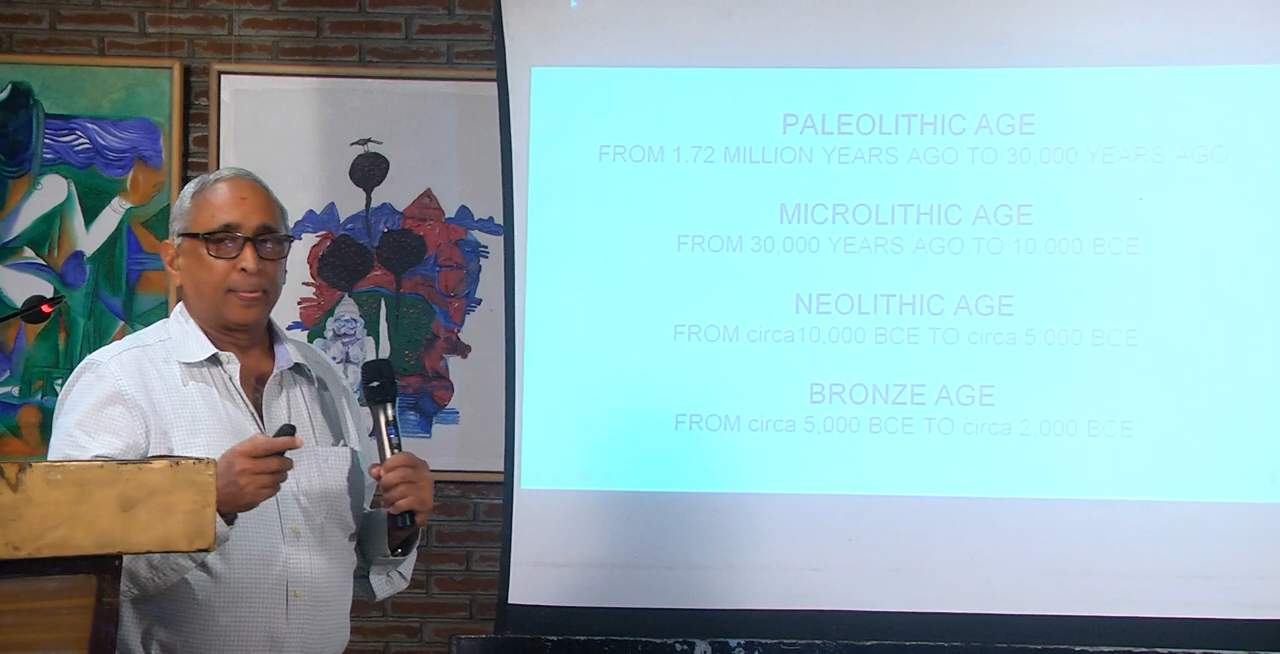 PALEOLITHIC AGE
FROM 1.72 MILLION YEARS AGO TO 30,000 YEARS AGO
MICROLITHIC AGE
FROM 30,000 YEARS AGO TO 10,000 BCE
NEOLITHIC AGE
FROM circa10,000 BCE TO circa 5,000 BCE
BRONZE AGE
FROM circa 5,000 BCE TO circa 2,000 BCE